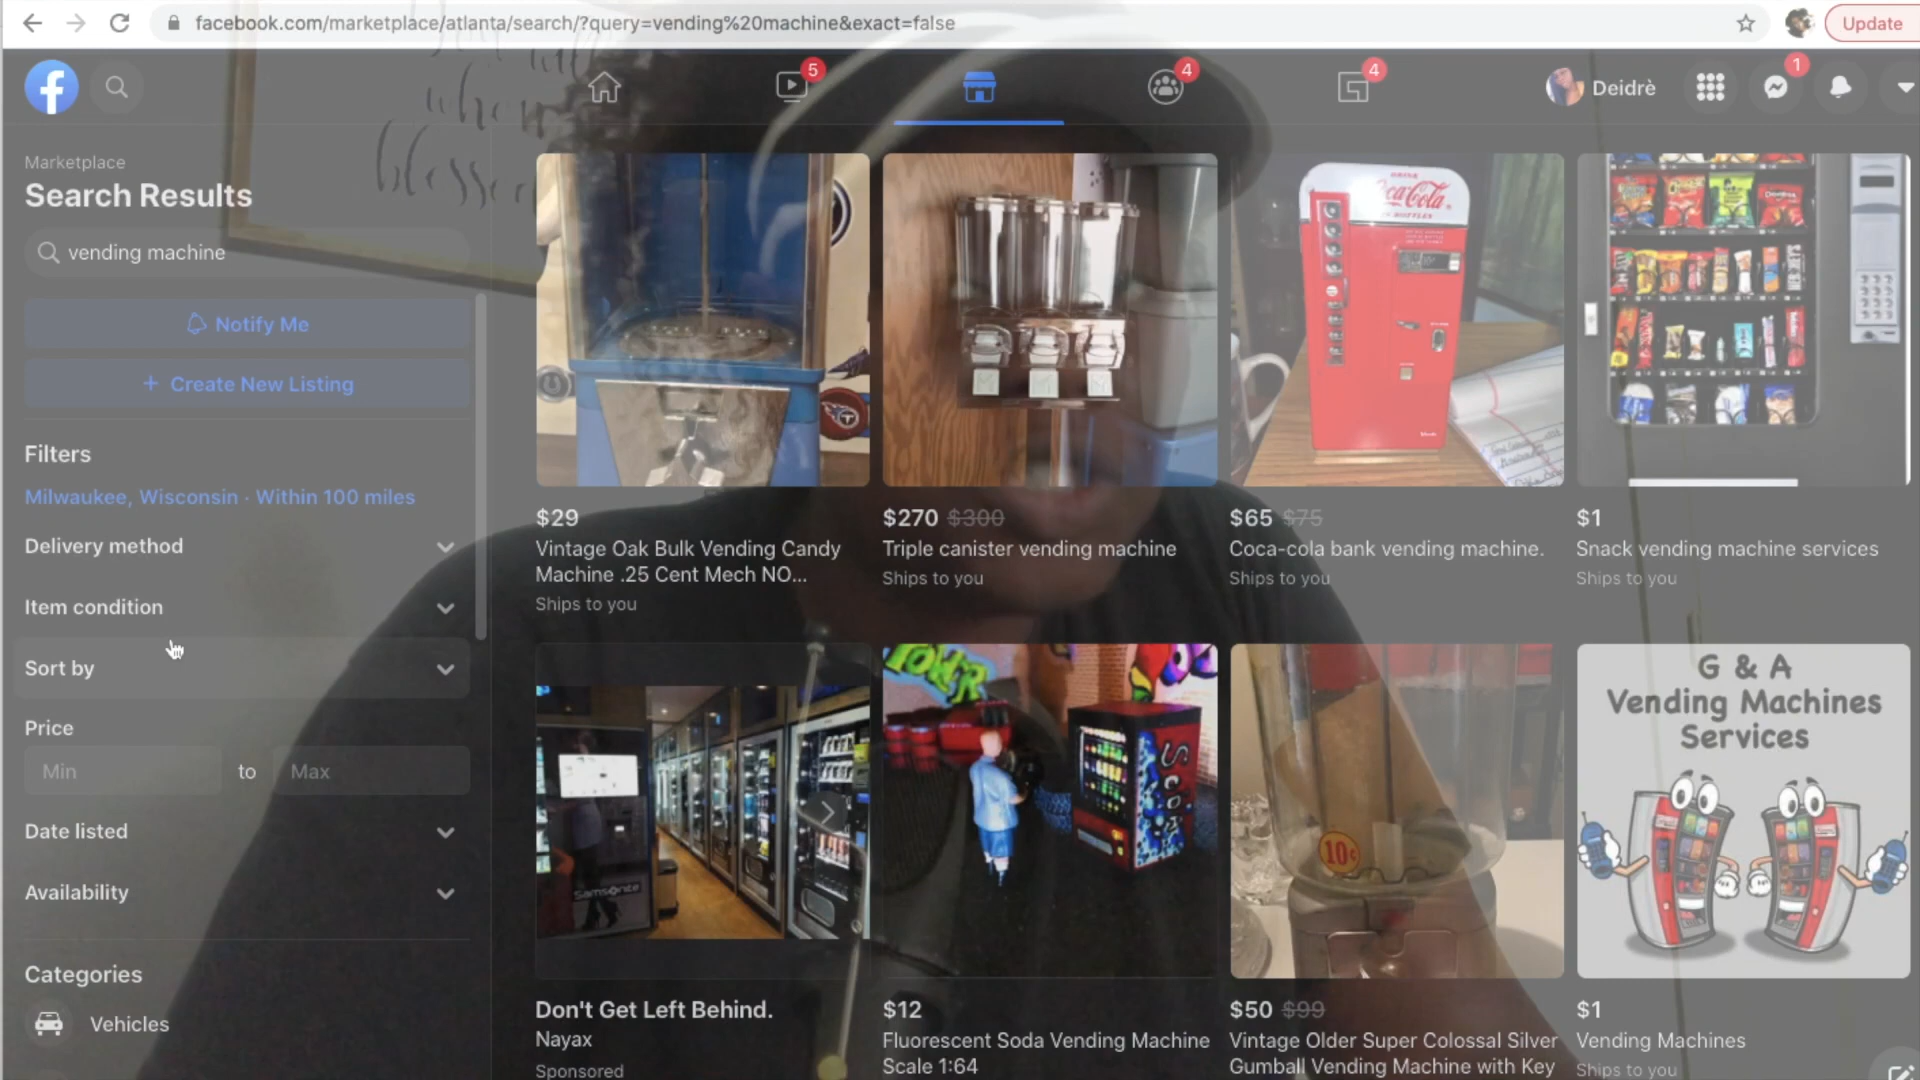 facebook.com/marketplace/atlanta/search/?query=vending%20machine&exact=false
Update
5
4
4
1
Deidrè
Marketplace
Search Results
vending machine
Notify Me
+ Create New Listing
Filters
Milwaukee, Wisconsin · Within 100 miles
Delivery method
Item condition
Sort by
Price
Min to Max
Date listed
Availability
Categories
Vehicles
blessed
DRINK
Coca-Cola
IN BOTTLES
$29
Vintage Oak Bulk Vending Candy
Machine .25 Cent Mech NO...
Ships to you
$270 $300
Triple canister vending machine
Ships to you
$65 $75
Coca-cola bank vending machine.
Ships to you
$1
Snack vending machine services
Ships to you
Samsonite
10¢
G & A
Vending Machines
Services
Don't Get Left Behind.
Nayax
Sponsored
$12
Fluorescent Soda Vending Machine
Scale 1:64
$50 $99
Vintage Older Super Colossal Silver
Gumball Vending Machine with Key
$1
Vending Machines
Ships to you